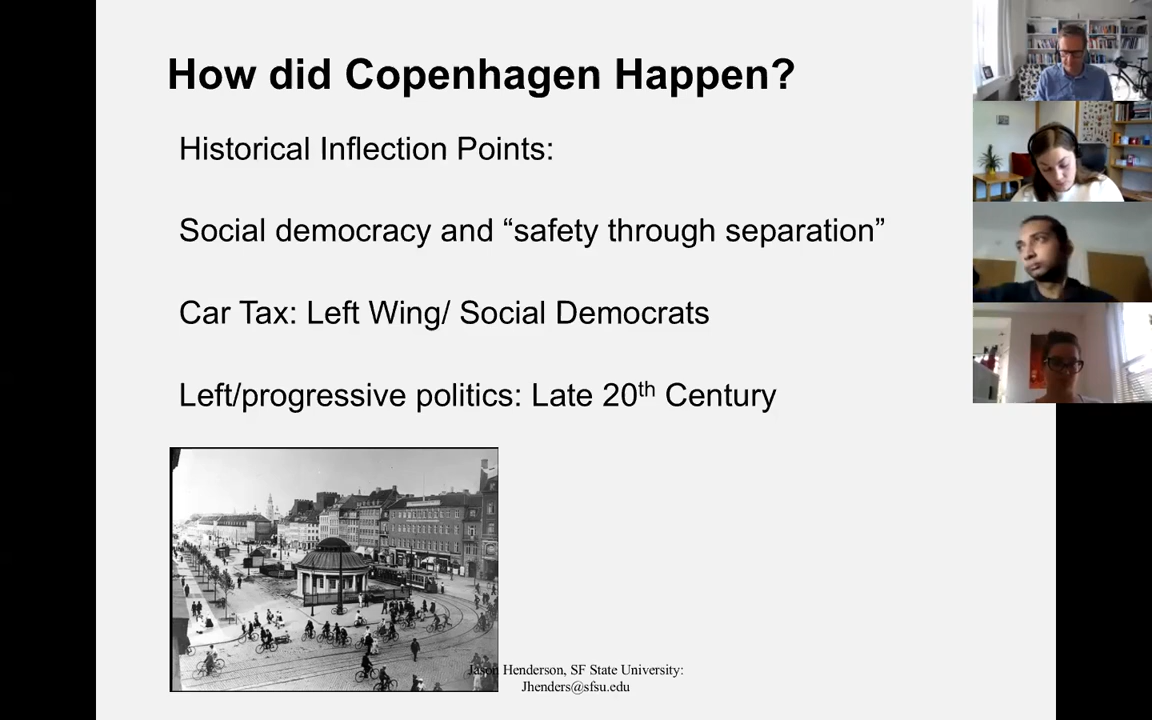 How did Copenhagen Happen?
Historical Inflection Points:
Social democracy and “safety through separation”
Car Tax: Left Wing/ Social Democrats
Left/progressive politics: Late 20th Century
Jason Henderson, SF State University:
Jhenders@sfsu.edu